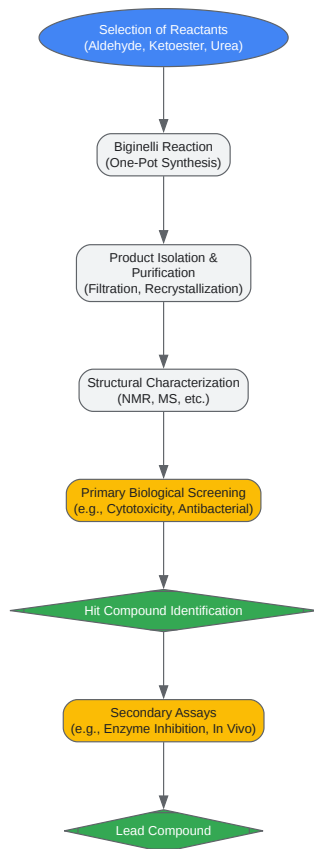 Selection of Reactants
(Aldehyde, Ketoester, Urea)
Biginelli Reaction
(One-Pot Synthesis)
Product Isolation &
Purification
(Filtration, Recrystallization)
Structural Characterization
(NMR, MS, etc.)
Primary Biological Screening
(e.g., Cytotoxicity, Antibacterial)
Hit Compound Identification
Secondary Assays
(e.g., Enzyme Inhibition, In Vivo)
Lead Compound